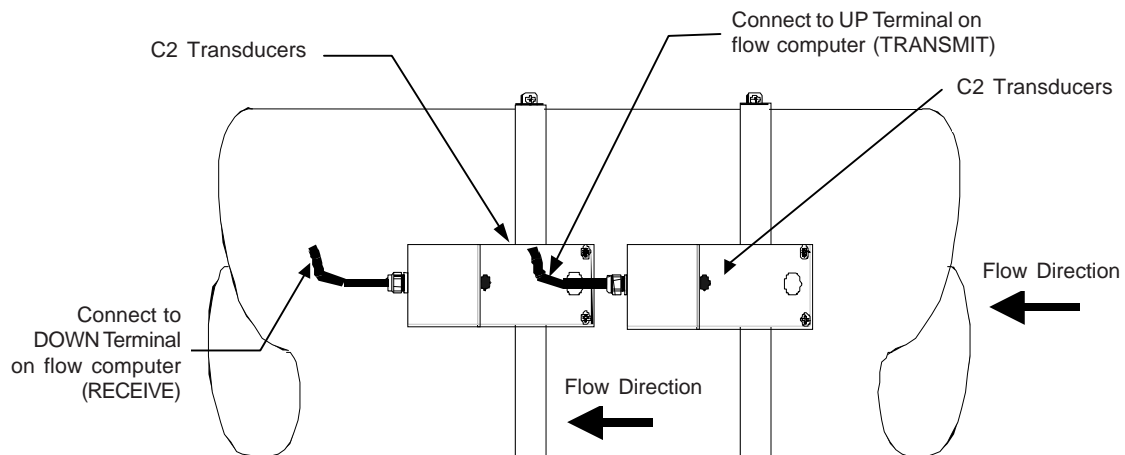 Connect to UP Terminal on
flow computer (TRANSMIT)
C2 Transducers
C2 Transducers
Flow Direction
Connect to
DOWN Terminal
on flow computer
(RECEIVE)
Flow Direction